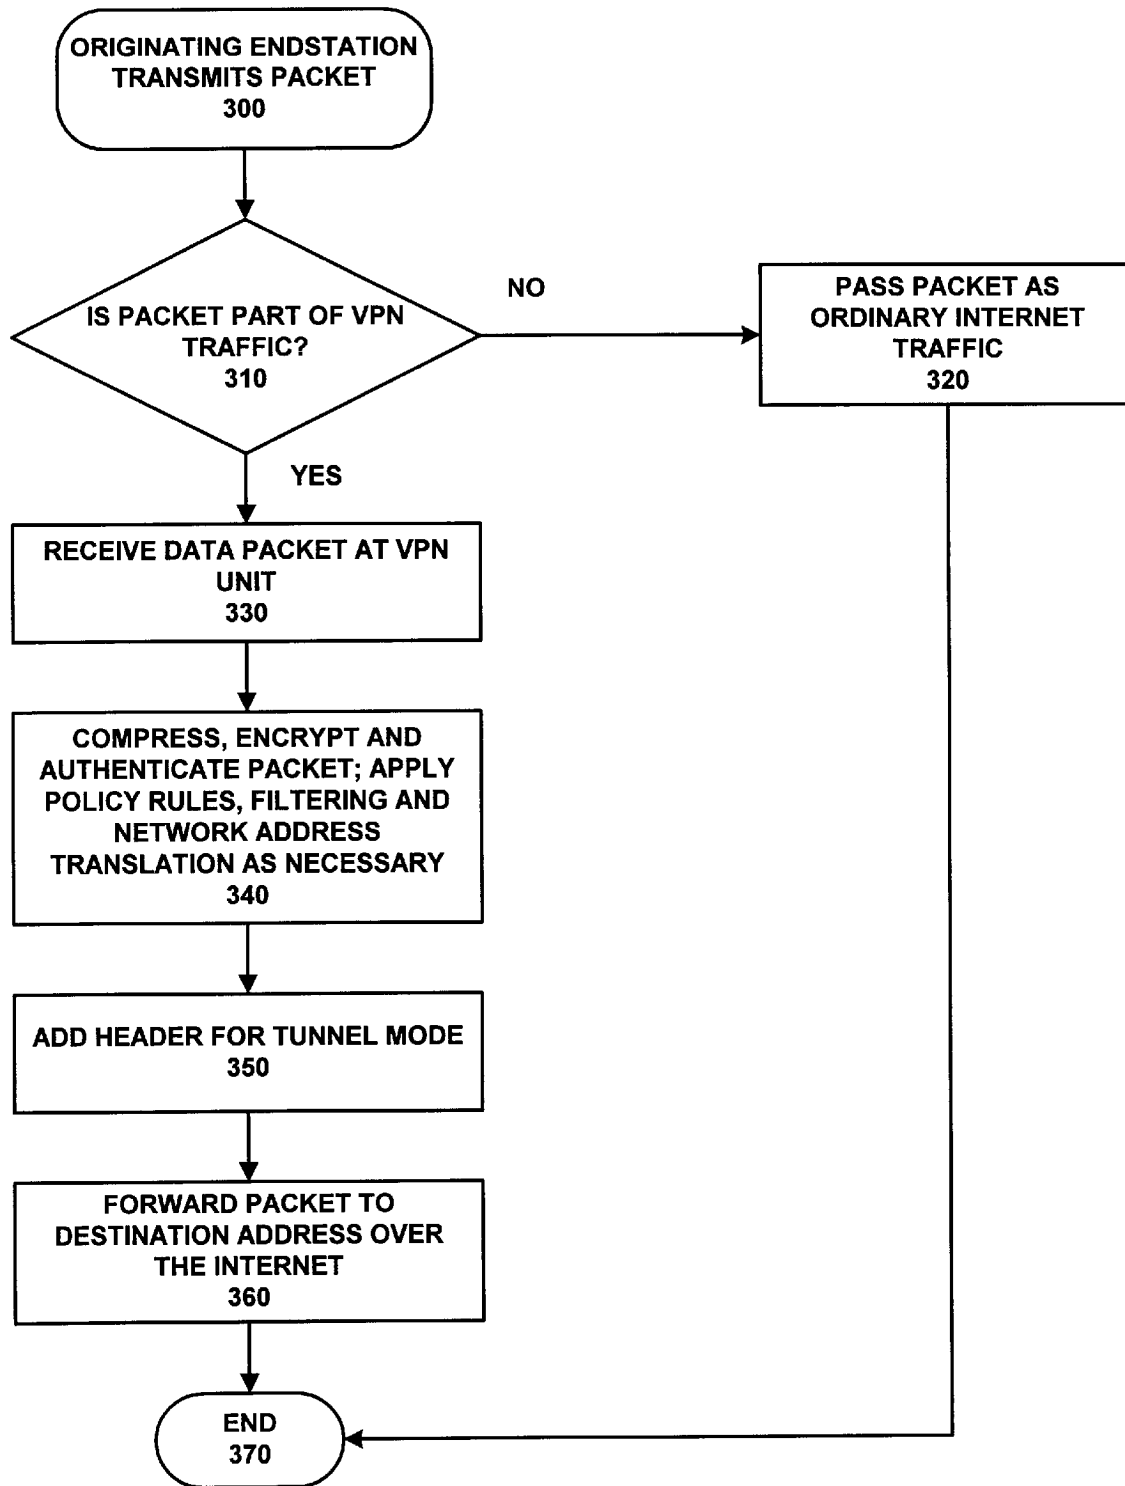 ORIGINATING ENDSTATION
TRANSMITS PACKET
300
IS PACKET PART OF VPN
TRAFFIC?
310
NO
PASS PACKET AS
ORDINARY INTERNET
TRAFFIC
320
YES
RECEIVE DATA PACKET AT VPN
UNIT
330
COMPRESS, ENCRYPT AND
AUTHENTICATE PACKET; APPLY
POLICY RULES, FILTERING AND
NETWORK ADDRESS
TRANSLATION AS NECESSARY
340
ADD HEADER FOR TUNNEL MODE
350
FORWARD PACKET TO
DESTINATION ADDRESS OVER
THE INTERNET
360
END
370